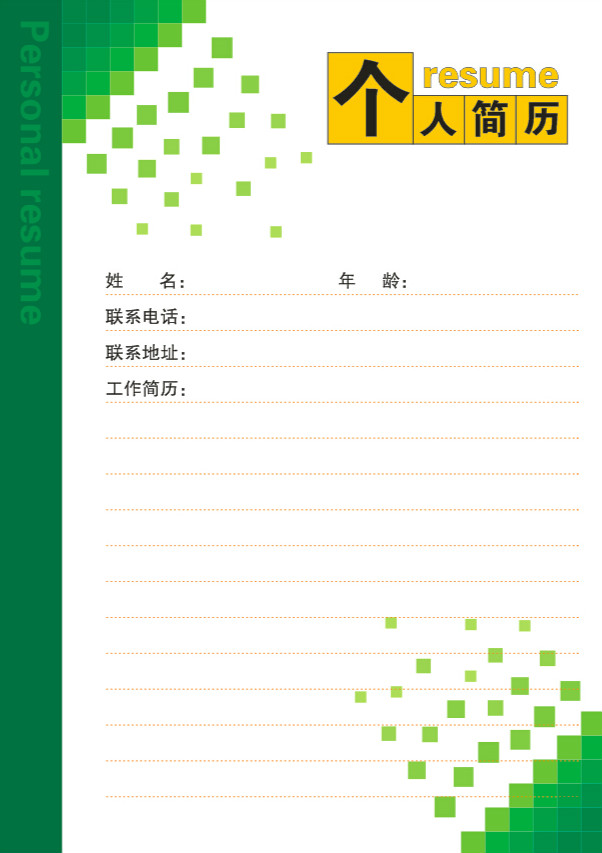 Personal resume
resume
个人简历
姓 名： 年 龄：
联系电话：
联系地址：
工作简历：